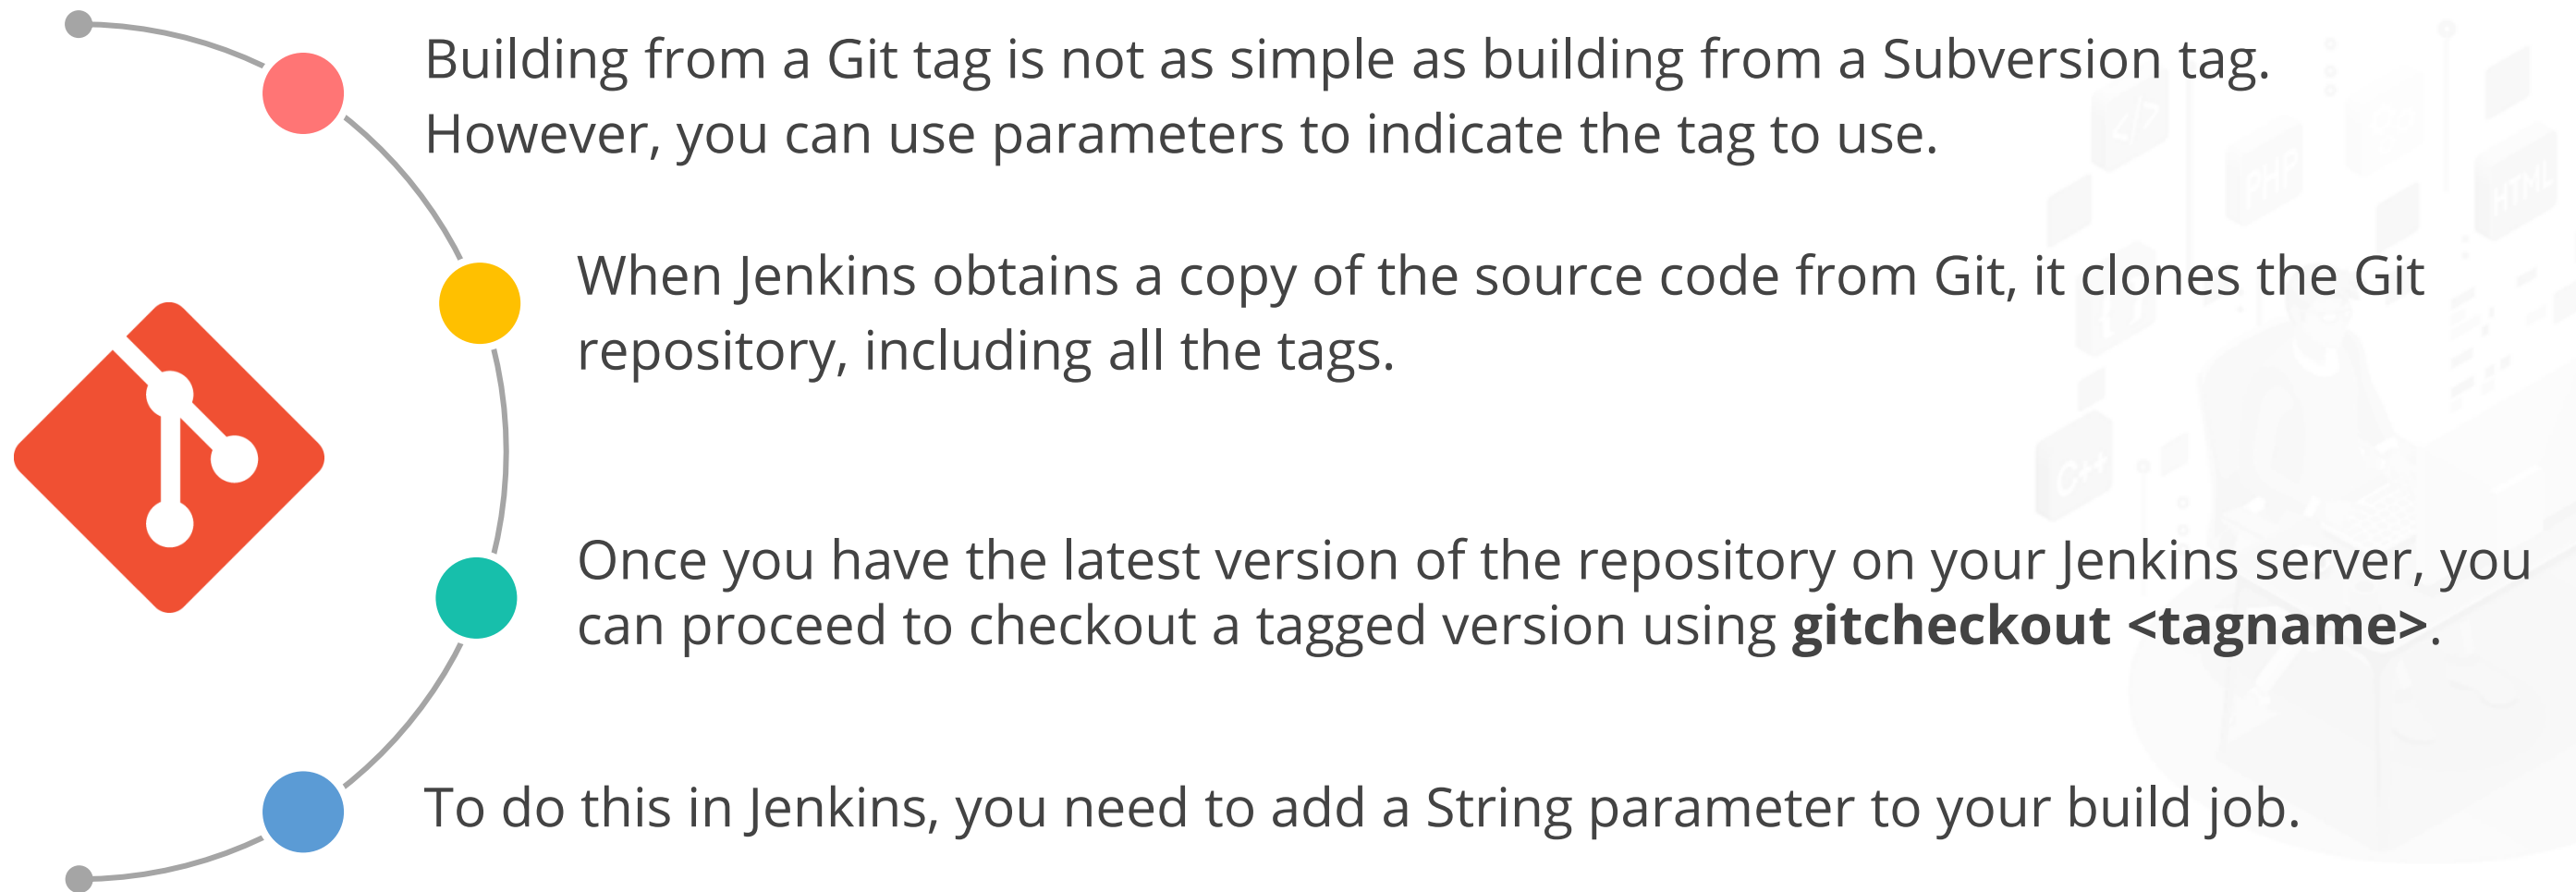 Building from a Git tag is not as simple as building from a Subversion tag.
However, you can use parameters to indicate the tag to use.
When Jenkins obtains a copy of the source code from Git, it clones the Git
repository, including all the tags.
Once you have the latest version of the repository on your Jenkins server, you
can proceed to checkout a tagged version using gitcheckout <tagname>.
To do this in Jenkins, you need to add a String parameter to your build job.
</>
PHP
HTML
C++